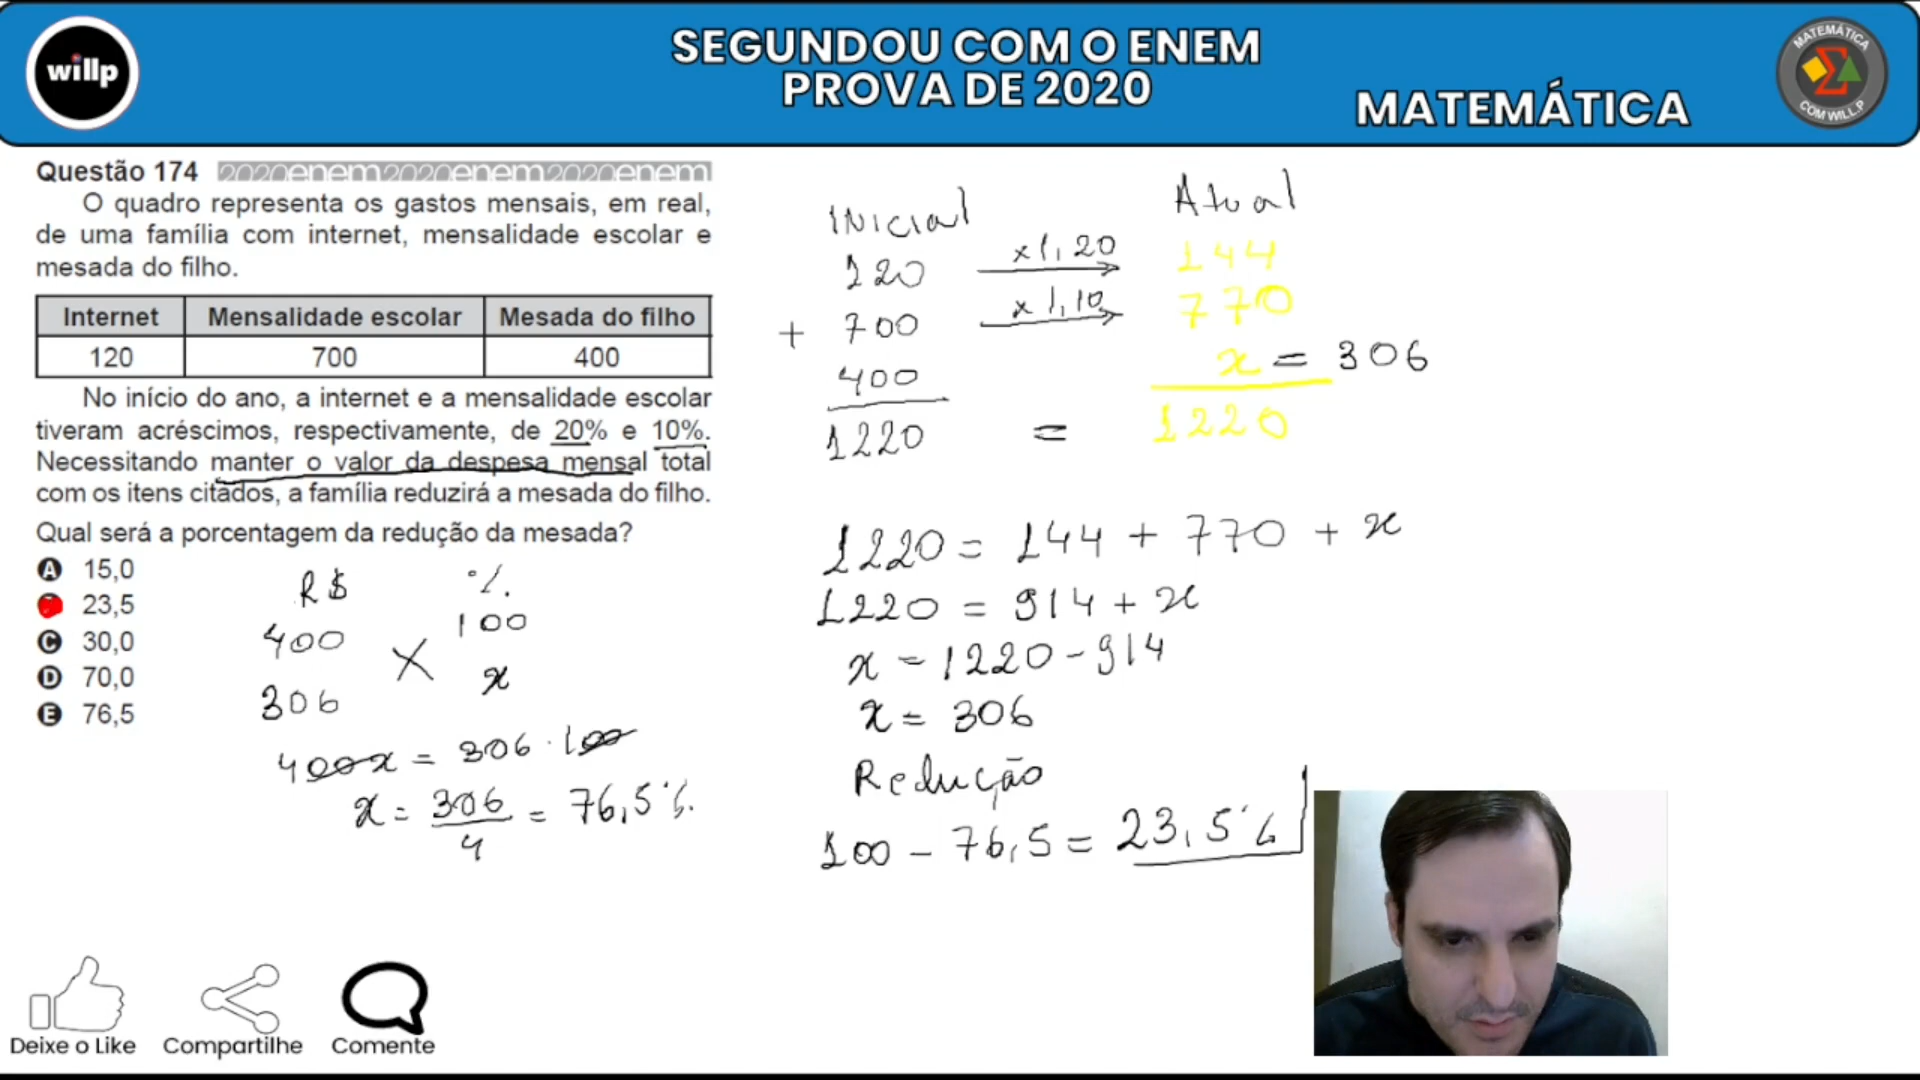 willp
SEGUNDOU COM O ENEM
PROVA DE 2020
MATEMÁTICA
MATEMÁTICA
COM WILL.P
Questão 174 2020enem2020enem2020enem
O quadro representa os gastos mensais, em real,
de uma família com internet, mensalidade escolar e
mesada do filho.
Internet Mensalidade escolar Mesada do filho
120 700 400
No início do ano, a internet e a mensalidade escolar
tiveram acréscimos, respectivamente, de 20% e 10%.
Necessitando manter o valor da despesa mensal total
com os itens citados, a família reduzirá a mesada do filho.
Qual será a porcentagem da redução da mesada?
A 15,0
23,5
C 30,0
D 70,0
E 76,5
R$ %
400 100
306 x
400x = 306 · 100
x = 306/4 = 76,5%
Inicial Atual
120 x1,20 144
+ 700 x1,10 770
400 x = 306
1220 = 1220
1220 = 144 + 770 + x
1220 = 914 + x
x = 1220 - 914
x = 306
Redução
100 - 76,5 = 23,5%
Deixe o Like Compartilhe Comente